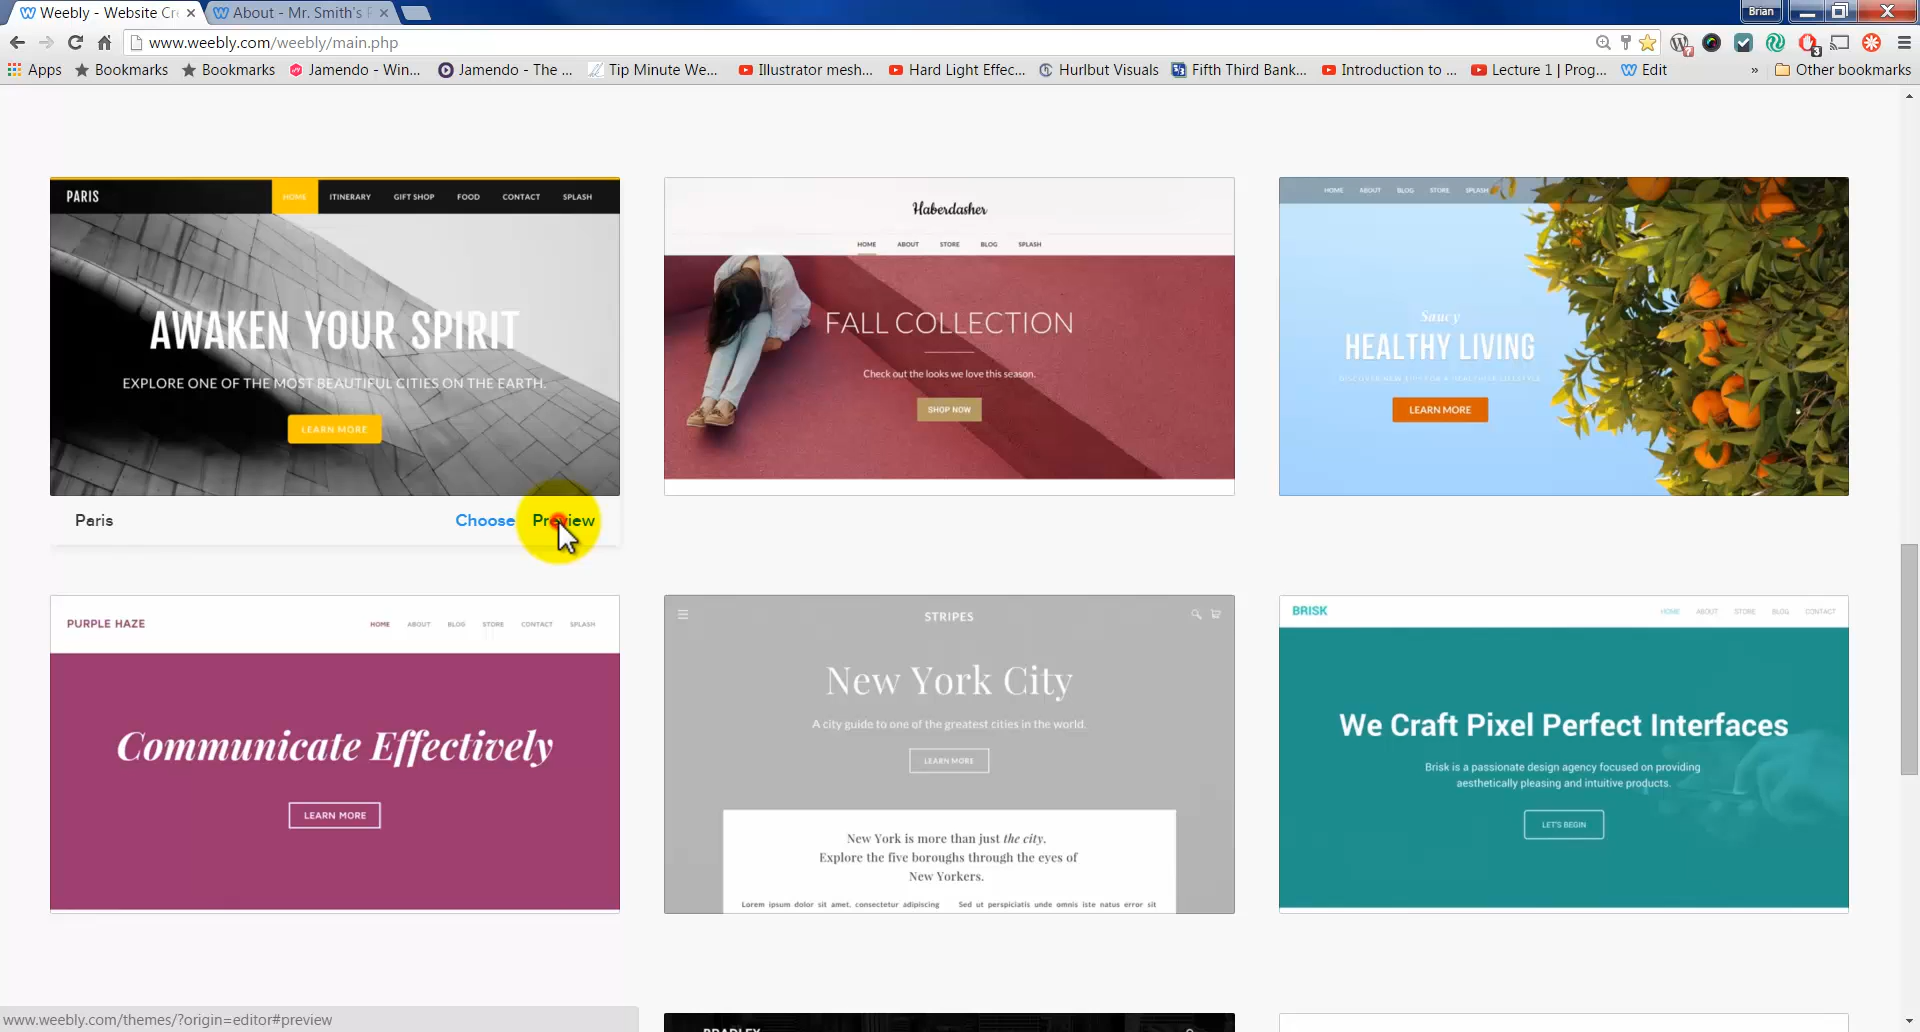 Weebly - Website Cr
About - Mr. Smith's
Brian
www.weebly.com/weebly/main.php
Apps
Bookmarks
Bookmarks
Jamendo - Win...
Jamendo - The ...
Tip Minute We...
Illustrator mesh...
Hard Light Effec...
Hurlbut Visuals
Fifth Third Bank...
Introduction to ...
Lecture 1 | Prog...
Edit
»
Other bookmarks
PARIS
HOME ITINERARY GIFT SHOP FOOD CONTACT SPLASH
AWAKEN YOUR SPIRIT
EXPLORE ONE OF THE MOST BEAUTIFUL CITIES ON THE EARTH.
LEARN MORE
Paris
Choose
Preview
Haberdasher
HOME ABOUT STORE BLOG SPLASH
FALL COLLECTION
Check out the looks we love this season.
SHOP NOW
HOME ABOUT BLOG STORE SPLASH
Saucy
HEALTHY LIVING
LEARN MORE
PURPLE HAZE
HOME ABOUT BLOG STORE CONTACT SPLASH
Communicate Effectively
LEARN MORE
STRIPES
New York City
A city guide to one of the greatest cities in the world.
LEARN MORE
New York is more than just the city.
Explore the five boroughs through the eyes of
New Yorkers.
Lorem ipsum dolor sit amet, consectetur adipiscing
Sed ut perspiciatis unde omnis iste natus error sit
BRISK
HOME ABOUT STORE BLOG CONTACT
We Craft Pixel Perfect Interfaces
Brisk is a passionate design agency focused on providing
aesthetically pleasing and intuitive products.
LET'S BEGIN
BRADLEY
www.weebly.com/themes/?origin=editor#preview